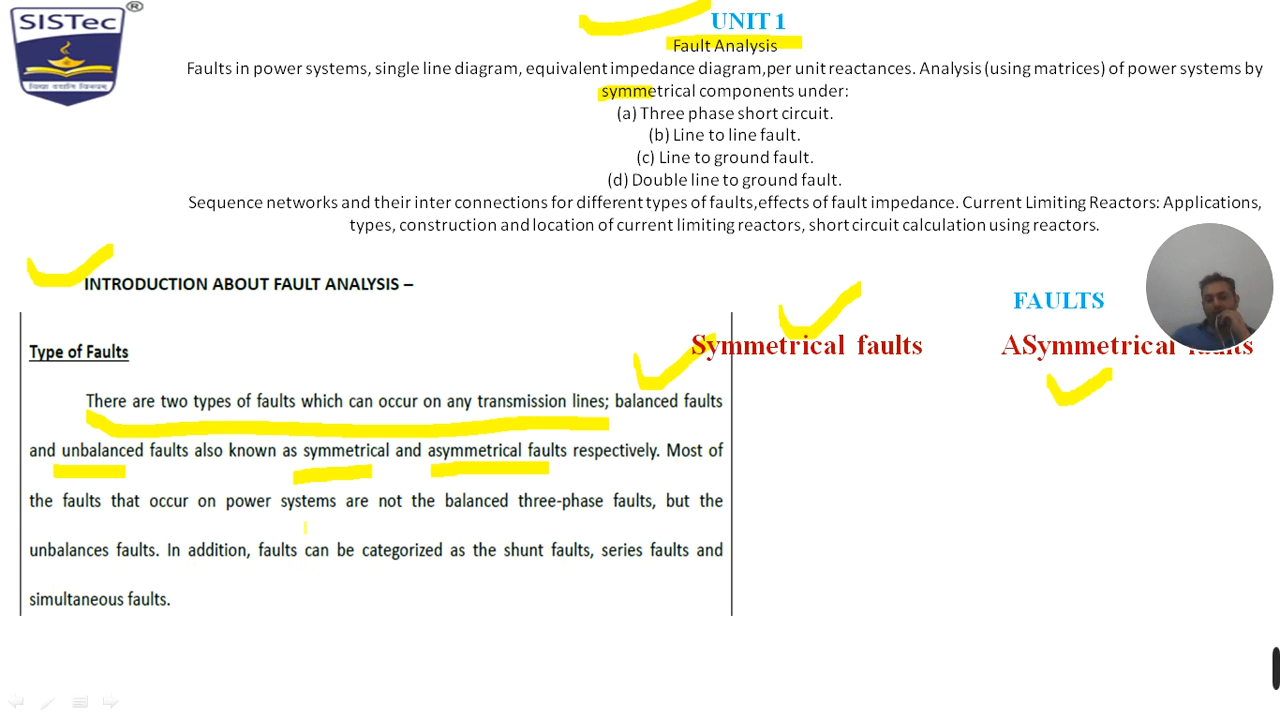 SISTec
®
UNIT 1
Fault Analysis
Faults in power systems, single line diagram, equivalent impedance diagram,per unit reactances. Analysis (using matrices) of power systems by
symmetrical components under:
(a) Three phase short circuit.
(b) Line to line fault.
(c) Line to ground fault.
(d) Double line to ground fault.
Sequence networks and their inter connections for different types of faults,effects of fault impedance. Current Limiting Reactors: Applications,
types, construction and location of current limiting reactors, short circuit calculation using reactors.
INTRODUCTION ABOUT FAULT ANALYSIS –
FAULTS
Symmetrical faults
ASymmetrical faults
Type of Faults
There are two types of faults which can occur on any transmission lines; balanced faults
and unbalanced faults also known as symmetrical and asymmetrical faults respectively. Most of
the faults that occur on power systems are not the balanced three-phase faults, but the
unbalances faults. In addition, faults can be categorized as the shunt faults, series faults and
simultaneous faults.